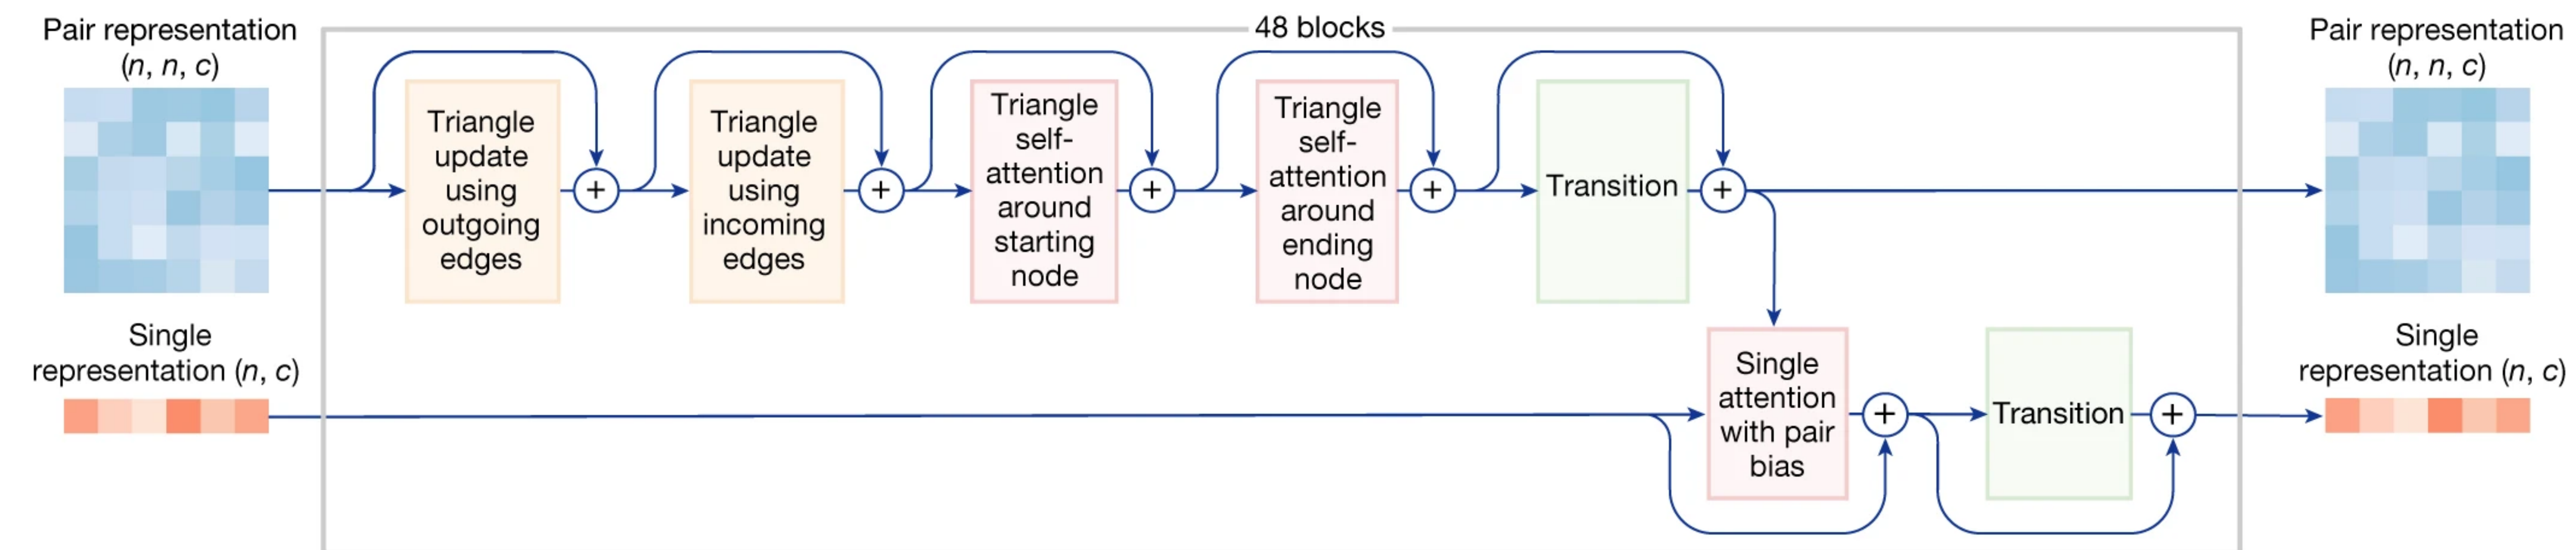 48 blocks
Pair representation
(n, n, c)
Triangle
update
using
outgoing
edges
+
Triangle
update
using
incoming
edges
+
Triangle
self-
attention
around
starting
node
+
Triangle
self-
attention
around
ending
node
+
Transition
+
Pair representation
(n, n, c)
Single
representation (n, c)
Single
attention
with pair
bias
+
Transition
+
Single
representation (n, c)